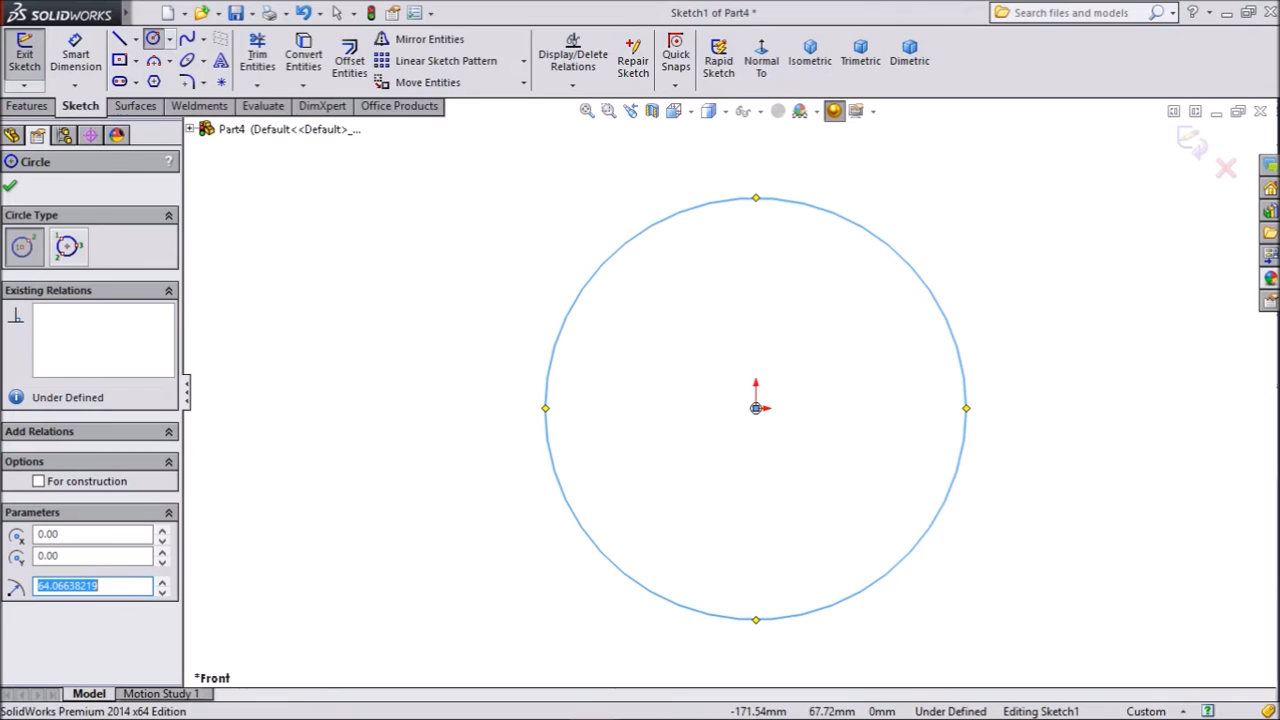 SOLIDWORKS
Sketch1 of Part4 *
Search files and models
Exit Sketch
Smart Dimension
Trim Entities
Convert Entities
Offset Entities
Mirror Entities
Linear Sketch Pattern
Move Entities
Display/Delete Relations
Repair Sketch
Quick Snaps
Rapid Sketch
Normal To
Isometric
Trimetric
Dimetric
Features
Sketch
Surfaces
Weldments
Evaluate
DimXpert
Office Products
Part4 (Default<<Default>_...
Circle
?
Circle Type
Existing Relations
Under Defined
Add Relations
Options
For construction
Parameters
0.00
0.00
64.06638219
*Front
Model
Motion Study 1
SolidWorks Premium 2014 x64 Edition
-171.54mm
67.72mm
0mm
Under Defined
Editing Sketch1
Custom